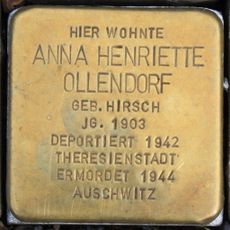 HIER WOHNTE
ANNA HENRIETTE
OLLENDORF
GEB. HIRSCH
JG. 1903
DEPORTIERT 1942
THERESIENSTADT
ERMORDET 1944
AUSCHWITZ